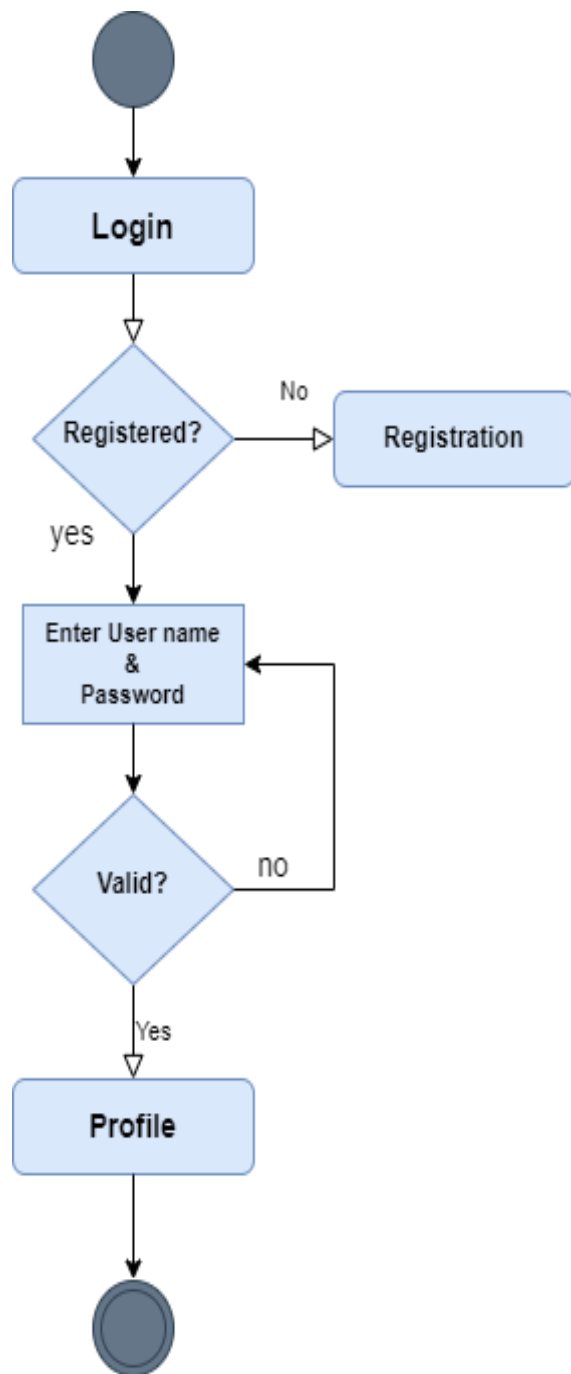 Login
Registered?
No
Registration
yes
Enter User name
&
Password
Valid?
no
Yes
Profile